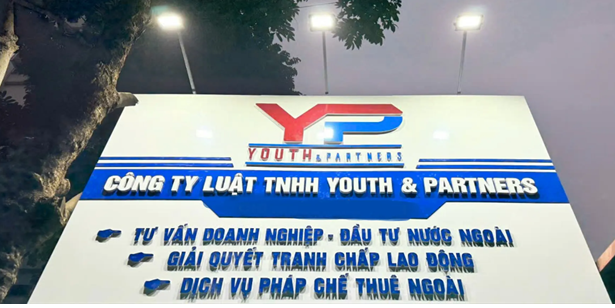 YP
YOUTH & PARTNERS
CÔNG TY LUẬT TNHH YOUTH & PARTNERS
TƯ VẤN DOANH NGHIỆP - ĐẦU TƯ NƯỚC NGOÀI
GIẢI QUYẾT TRANH CHẤP LAO ĐỘNG
DỊCH VỤ PHÁP CHẾ THUÊ NGOÀI